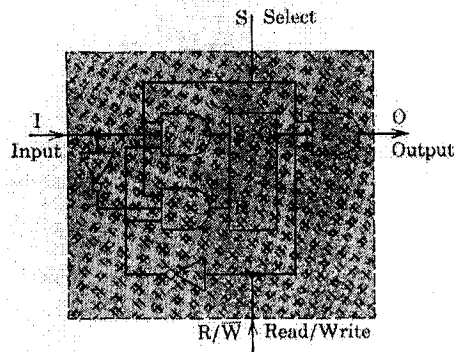 S Select
I
Input
O
Output
R/W̅ Read/Write